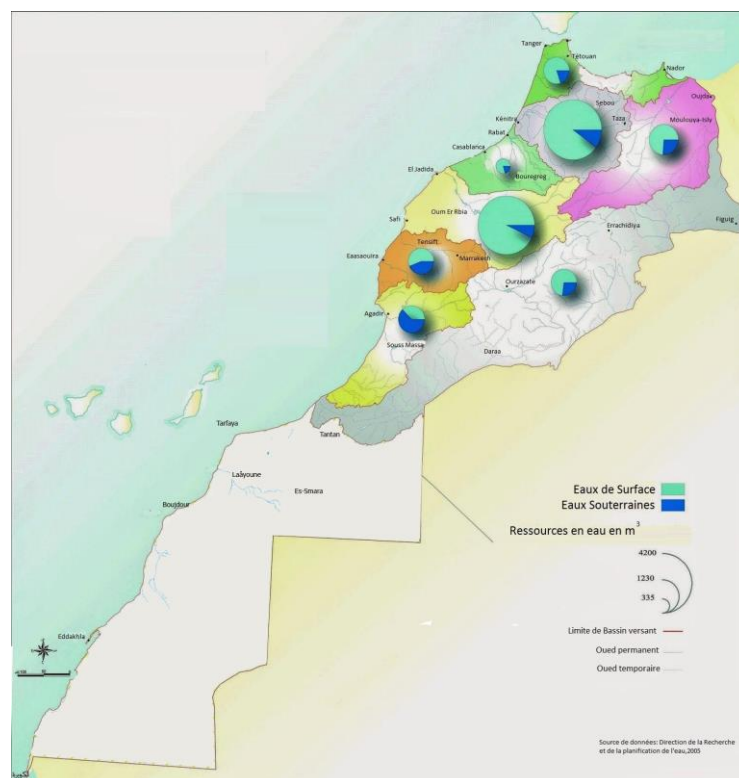 Tanger
Tétouan
Nador
Oujda
Kénitra
Sebou
Taza
Moulouya-Isly
Rabat
Casablanca
El Jadida
Bouregreg
Safi
Oum Er Rbia
Figuig
Errachidiya
Tensift
Marrakesh
Eaasaouira
Ourzazate
Agadir
Souss Massa
Daraa
Tarfaya
Tantan
Laâyoune
Es-Smara
Boujdour
Eaux de Surface
Eaux Souterraines
Ressources en eau en m³
4200
1230
335
Limite de Bassin versant
Oued permanent
Oued temporaire
Eddakhla
Source de données: Direction de la Recherche
et de la planification de l'eau,2005